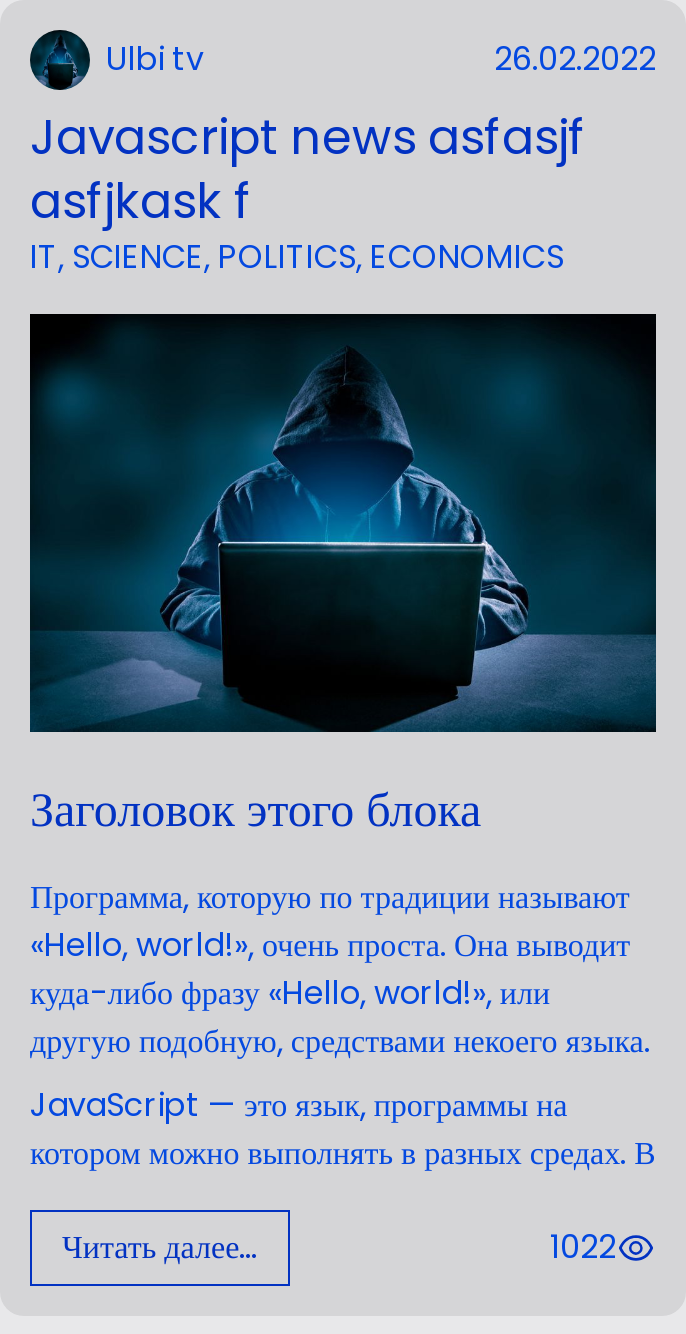 Ulbi tv 26.02.2022
Javascript news asfasjf
asfjkask f
IT, SCIENCE, POLITICS, ECONOMICS
Заголовок этого блока
Программа, которую по традиции называют
«Hello, world!», очень проста. Она выводит
куда-либо фразу «Hello, world!», или
другую подобную, средствами некоего языка.
JavaScript — это язык, программы на
котором можно выполнять в разных средах. В
Читать далее... 1022